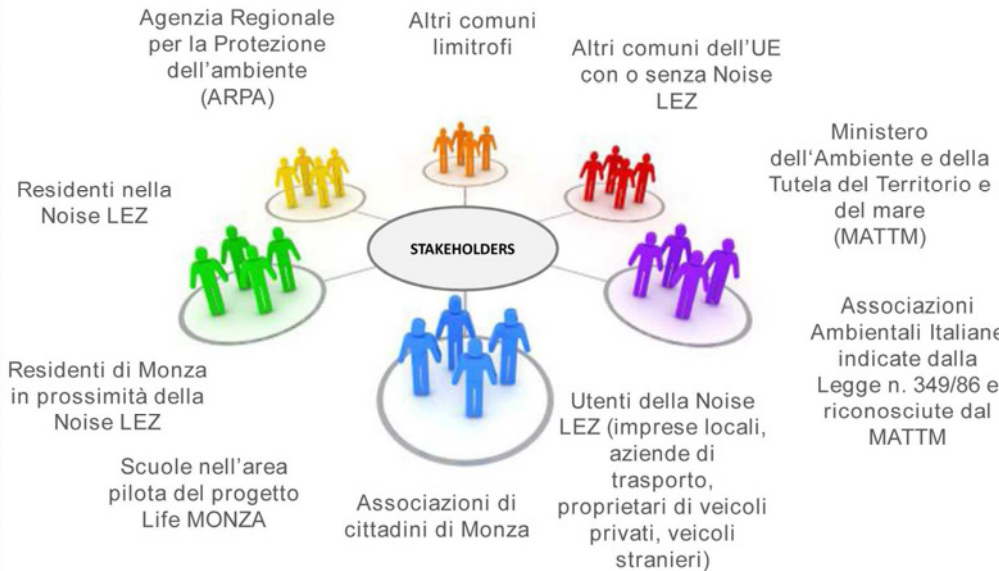 Agenzia Regionale
per la Protezione
dell'ambiente
(ARPA)
Altri comuni
limitrofi
Altri comuni dell'UE
con o senza Noise
LEZ
Ministero
dell'Ambiente e della
Tutela del Territorio e
del mare
(MATTM)
Residenti nella
Noise LEZ
STAKEHOLDERS
Associazioni
Ambientali Italiane
indicate dalla
Legge n. 349/86 e
riconosciute dal
MATTM
Residenti di Monza
in prossimità della
Noise LEZ
Utenti della Noise
LEZ (imprese locali,
aziende di
trasporto,
proprietari di veicoli
privati, veicoli
stranieri)
Scuole nell'area
pilota del progetto
Life MONZA
Associazioni di
cittadini di Monza